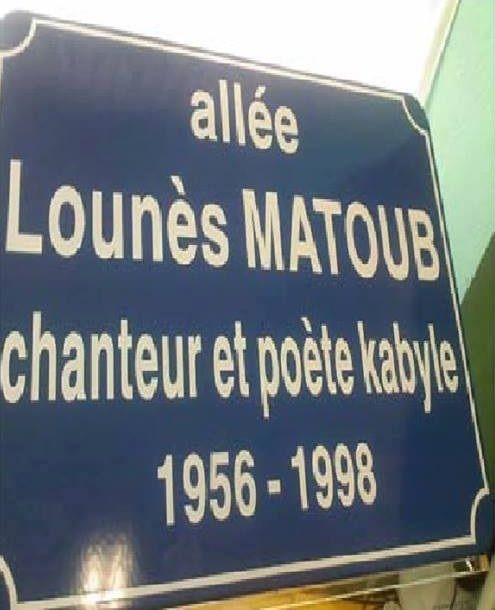 allée
Lounès MATOUB
chanteur et poète kabyle
1956 - 1998